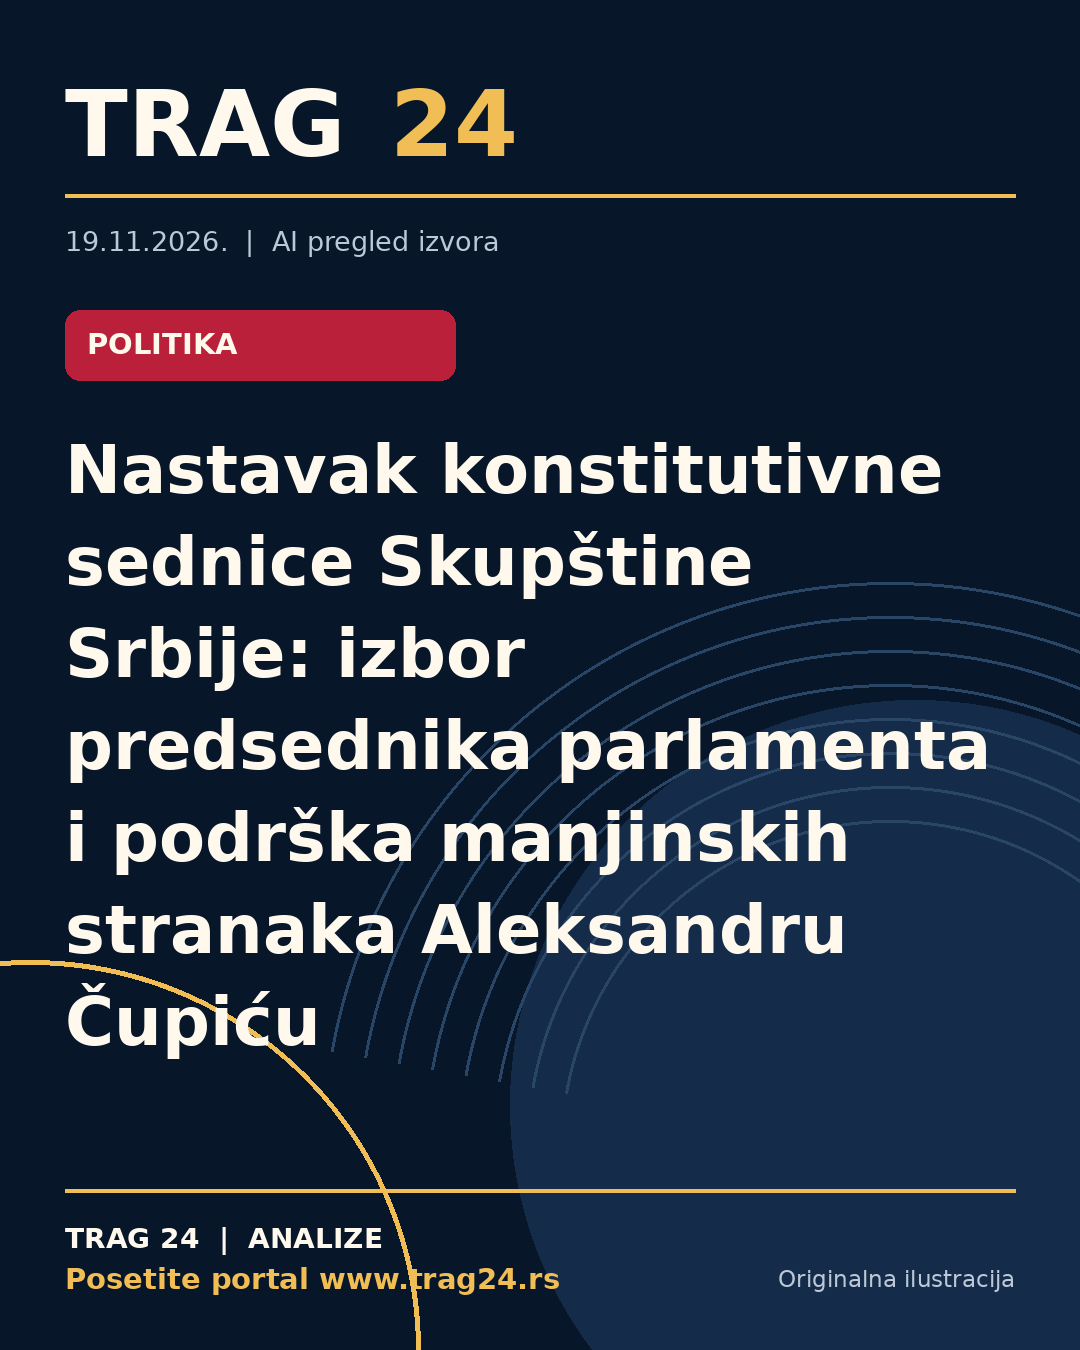 TRAG 24
19.11.2026. | AI pregled izvora
POLITIKA
Nastavak konstitutivne
sednice Skupštine
Srbije: izbor
predsednika parlamenta
i podrška manjinskih
stranaka Aleksandru
Čupiću
TRAG 24 | ANALIZE
Posetite portal www.trag24.rs
Originalna ilustracija